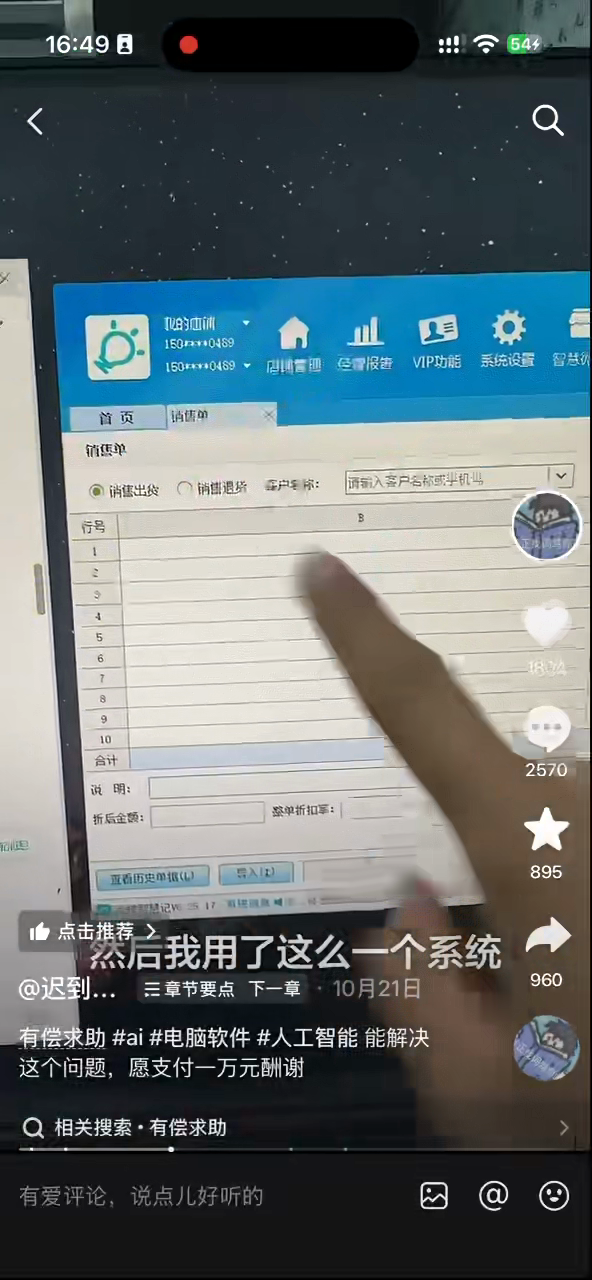 16:49
54
我的店铺
150****0489
150****0489
店铺管理
经营报告
VIP功能
系统设置
智慧
首 页
销售单
销售单
销售出货
销售退货
客户名称:
请输入客户名称或手机号
行号
B
1
2
3
4
5
6
7
8
9
10
合计
说 明:
折后金额:
整单折扣率:
查看历史单据(L)
导入(I)
1834
2570
895
960
点击推荐
然后我用了这么一个系统
@迟到...
章节要点 下一章 · 10月21日
有偿求助 #ai #电脑软件 #人工智能 能解决
这个问题，愿支付一万元酬谢
相关搜索 • 有偿求助
有爱评论，说点儿好听的